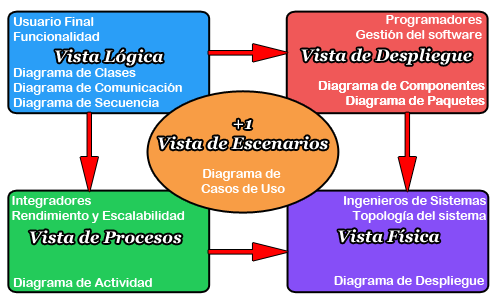 Usuario Final
Funcionalidad
Vista Lógica
Diagrama de Clases
Diagrama de Comunicación
Diagrama de Secuencia
Programadores
Gestión del software
Vista de Despliegue
Diagrama de Componentes
Diagrama de Paquetes
+1
Vista de Escenarios
Diagrama de
Casos de Uso
Integradores
Rendimiento y Escalabilidad
Vista de Procesos
Diagrama de Actividad
Ingenieros de Sistemas
Topología del sistema
Vista Física
Diagrama de Despliegue